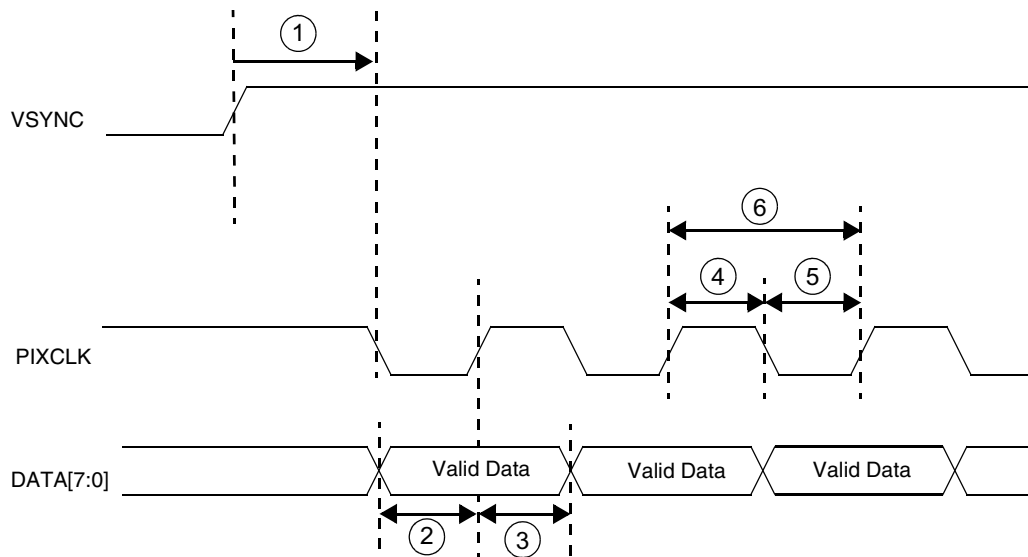 1
VSYNC
6
4 5
PIXCLK
DATA[7:0] Valid Data Valid Data Valid Data
2 3